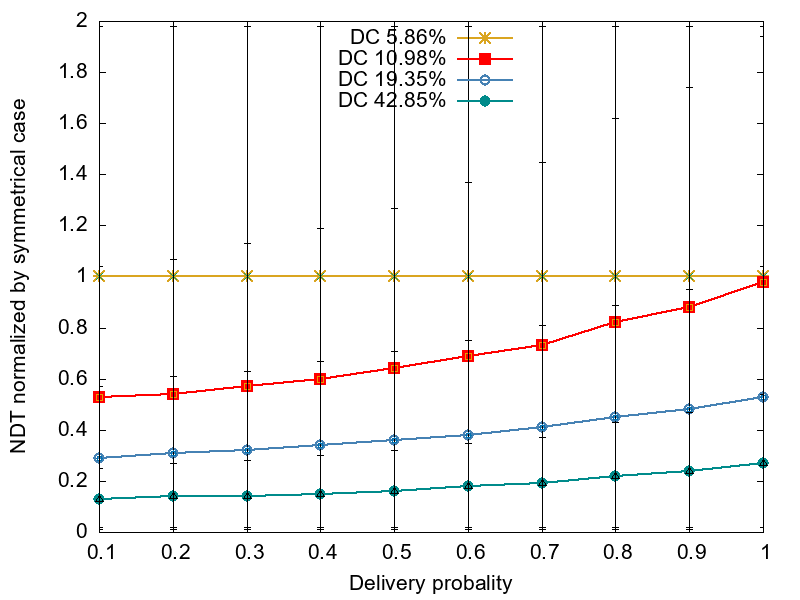 2
1.8
1.6
1.4
1.2
1
0.8
0.6
0.4
0.2
0
NDT normalized by symmetrical case
DC 5.86%
DC 10.98%
DC 19.35%
DC 42.85%
0.1 0.2 0.3 0.4 0.5 0.6 0.7 0.8 0.9 1
Delivery probality